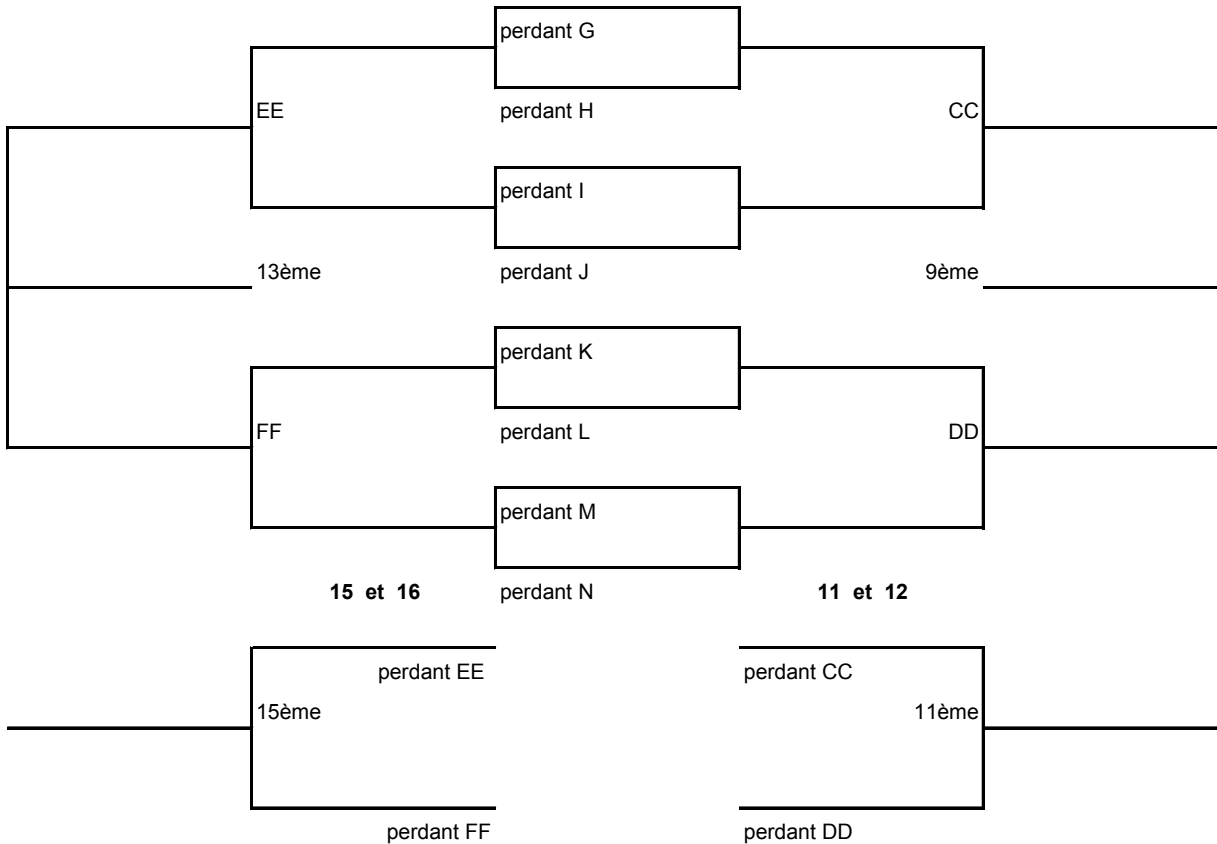 perdant G
EE
perdant H
CC
perdant I
13ème
perdant J
9ème
perdant K
FF
perdant L
DD
perdant M
15 et 16
perdant N
11 et 12
perdant EE
perdant CC
15ème
11ème
perdant FF
perdant DD